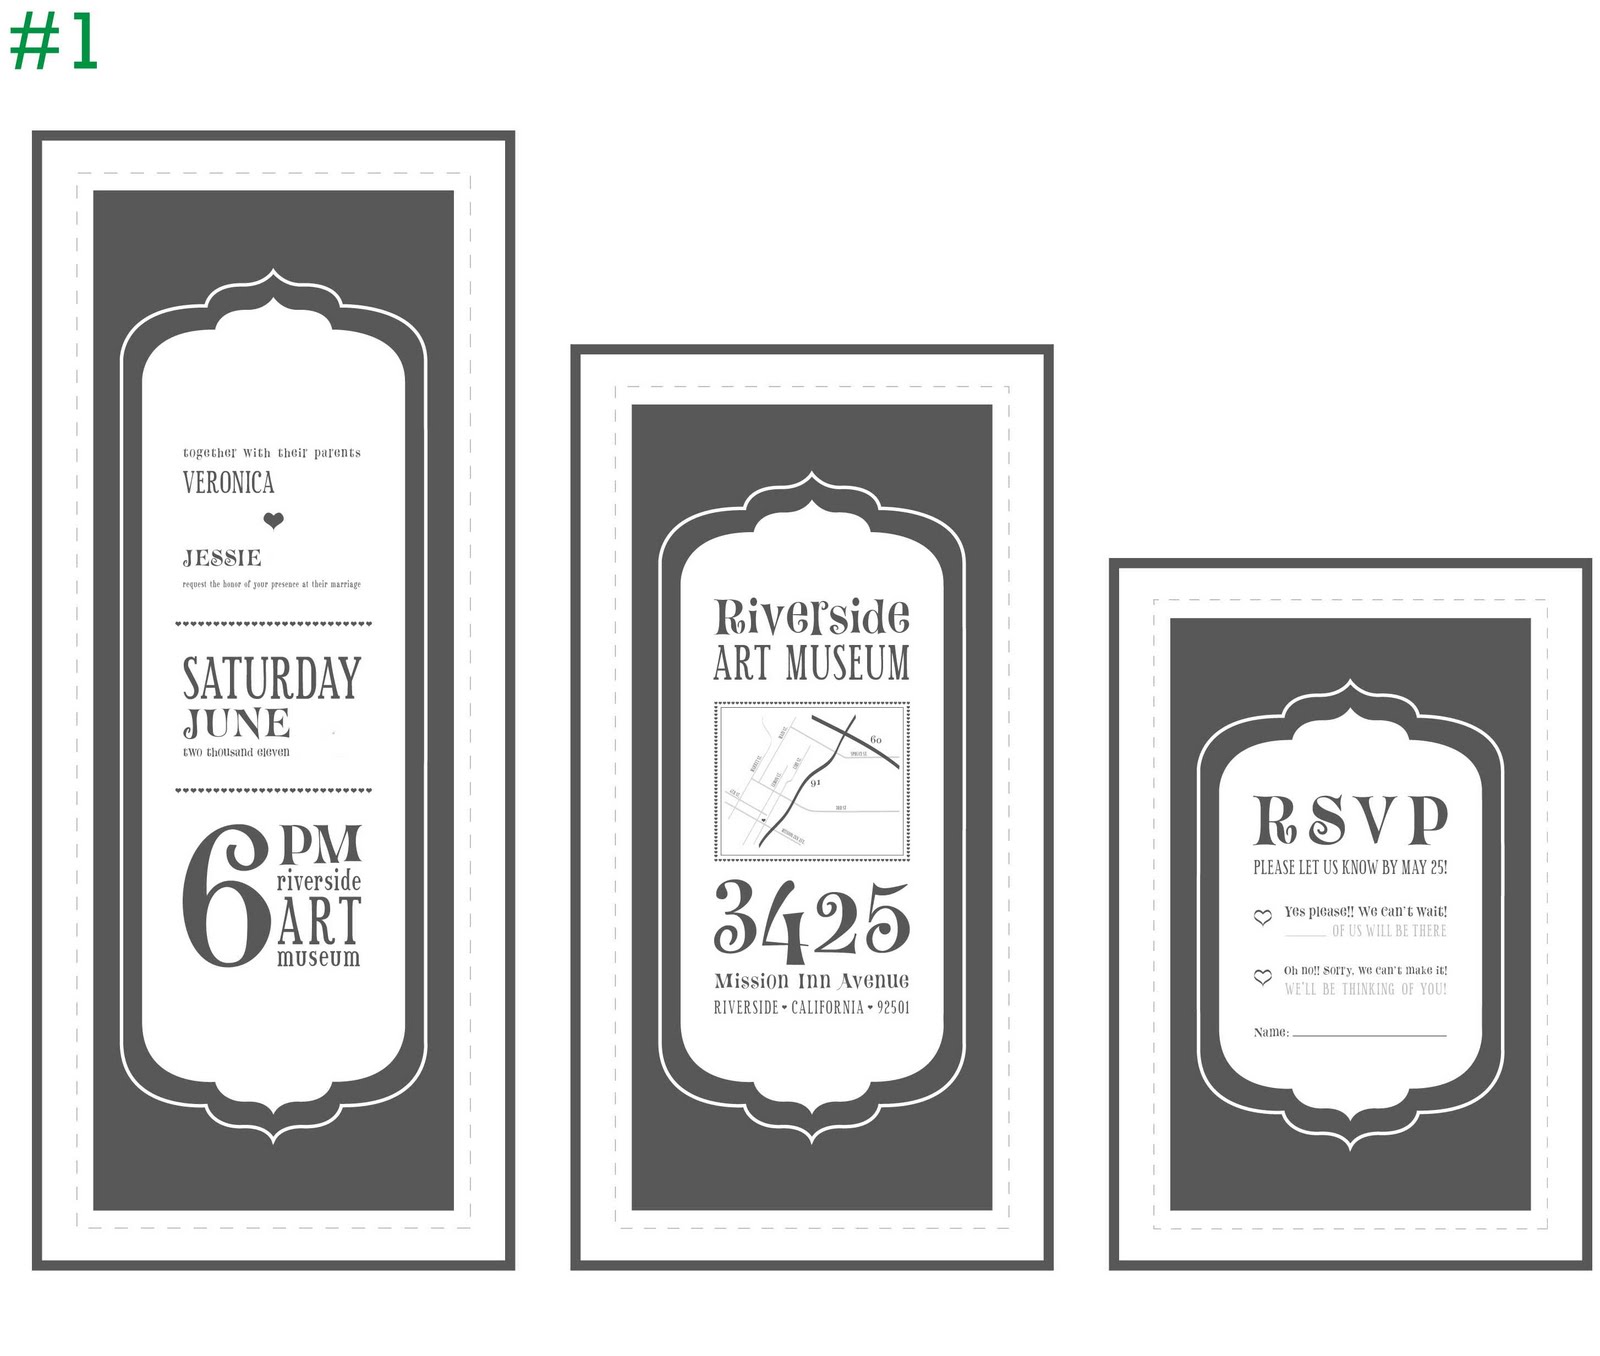 #1
together with their parents
VERONICA
JESSIE
request the honor of your presence at their marriage
SATURDAY
JUNE
two thousand eleven
6 PM
riverside
ART
museum
Riverside
ART MUSEUM
60
91
3425
Mission Inn Avenue
RIVERSIDE ♥ CALIFORNIA ♥ 92501
RSVP
PLEASE LET US KNOW BY MAY 25!
Yes please!! We can't wait!
______ OF US WILL BE THERE
Oh no!! Sorry, we can't make it!
WE'LL BE THINKING OF YOU!
Name: